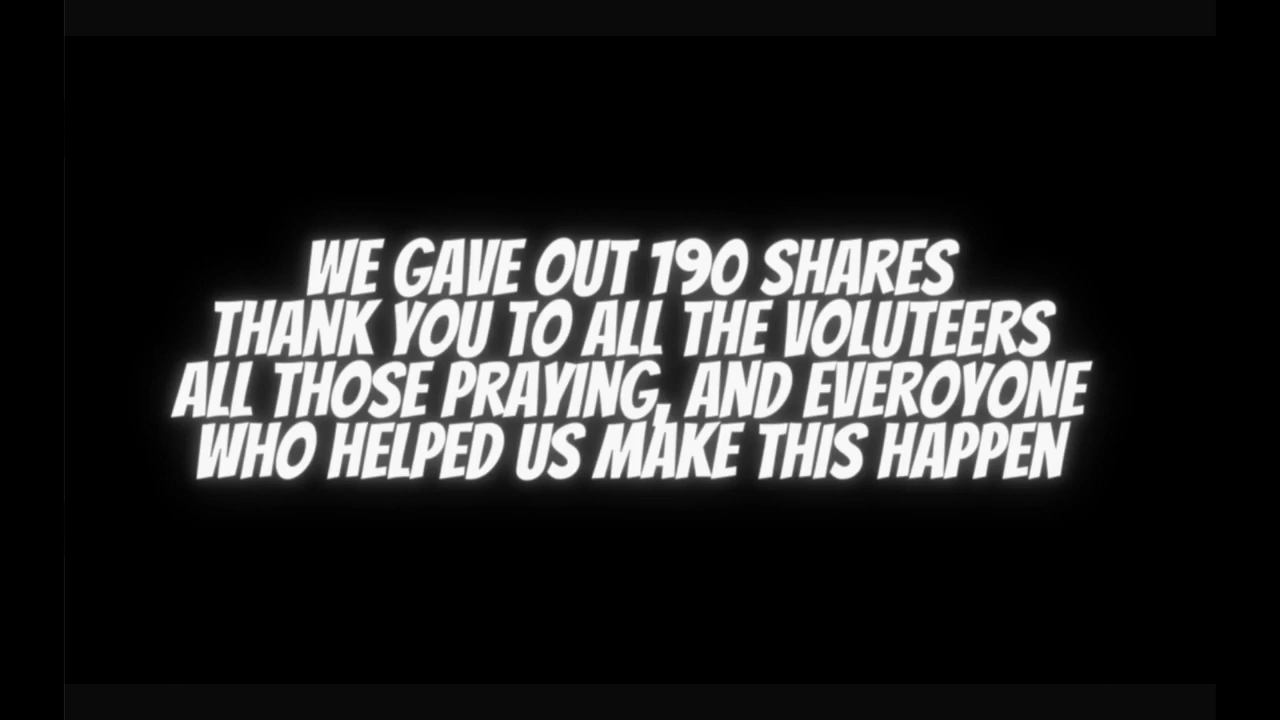 WE GAVE OUT 190 SHARES
THANK YOU TO ALL THE VOLUTEERS
ALL THOSE PRAYING, AND EVEROYONE
WHO HELPED US MAKE THIS HAPPEN